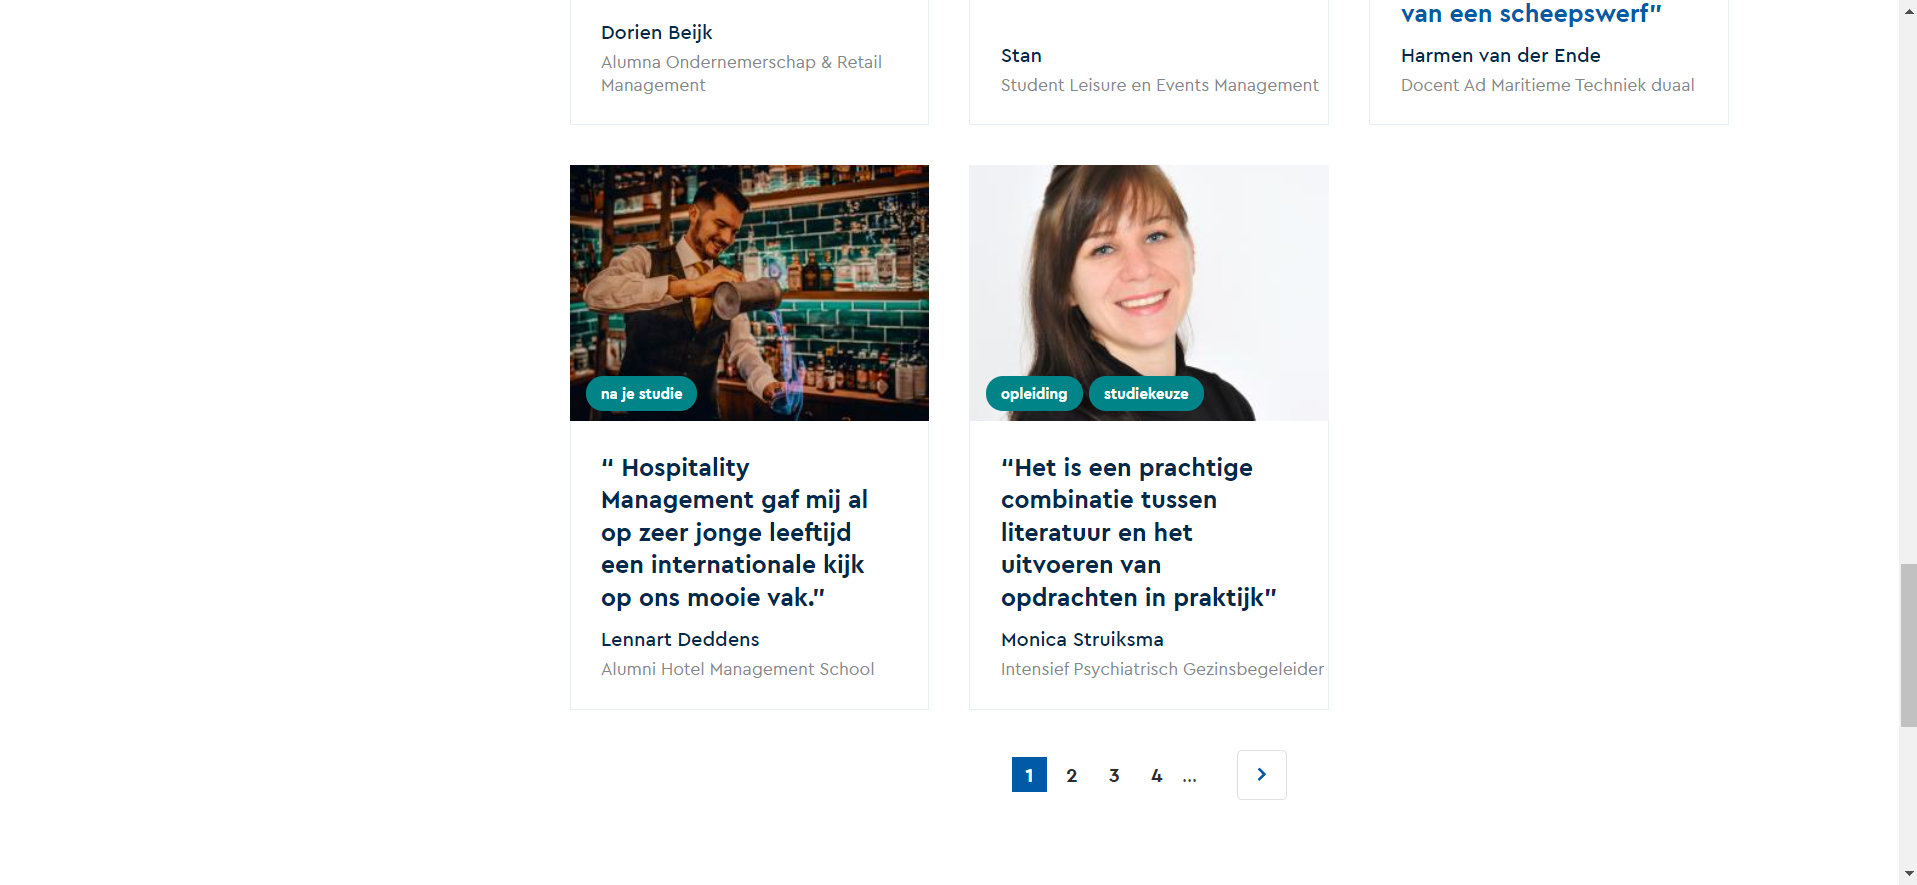 Dorien Beijk
Alumna Ondernemerschap & Retail
Management
Stan
Student Leisure en Events Management
van een scheepswerf”
Harmen van der Ende
Docent Ad Maritieme Techniek duaal
na je studie
“ Hospitality
Management gaf mij al
op zeer jonge leeftijd
een internationale kijk
op ons mooie vak.”
Lennart Deddens
Alumni Hotel Management School
opleiding studiekeuze
“Het is een prachtige
combinatie tussen
literatuur en het
uitvoeren van
opdrachten in praktijk”
Monica Struiksma
Intensief Psychiatrisch Gezinsbegeleider
1 2 3 4 ...